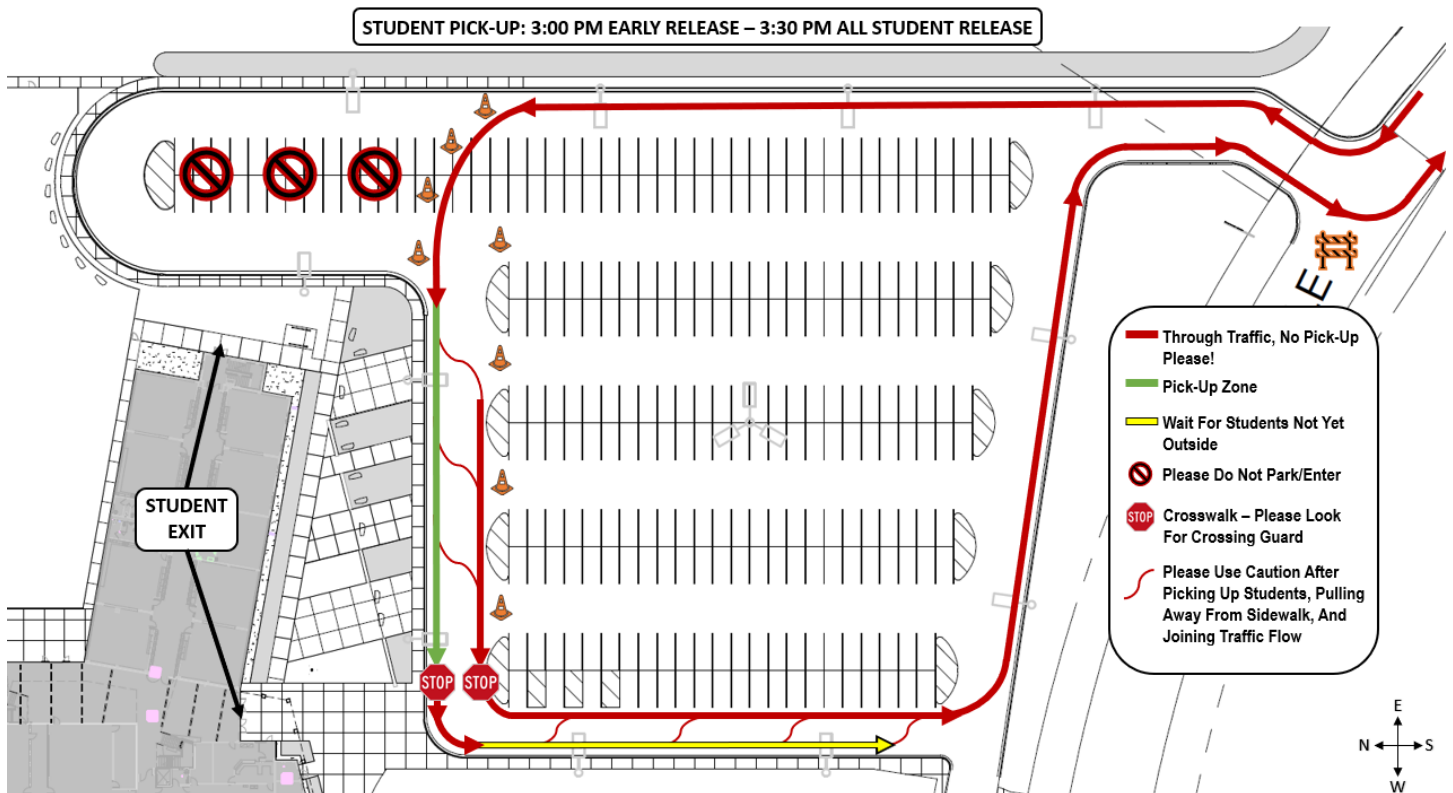 STUDENT PICK-UP: 3:00 PM EARLY RELEASE – 3:30 PM ALL STUDENT RELEASE
E
Through Traffic, No Pick-Up
Please!
Pick-Up Zone
Wait For Students Not Yet
Outside
Please Do Not Park/Enter
STOP
Crosswalk – Please Look
For Crossing Guard
Please Use Caution After
Picking Up Students, Pulling
Away From Sidewalk, And
Joining Traffic Flow
STUDENT
EXIT
STOP
STOP
E
N
S
W